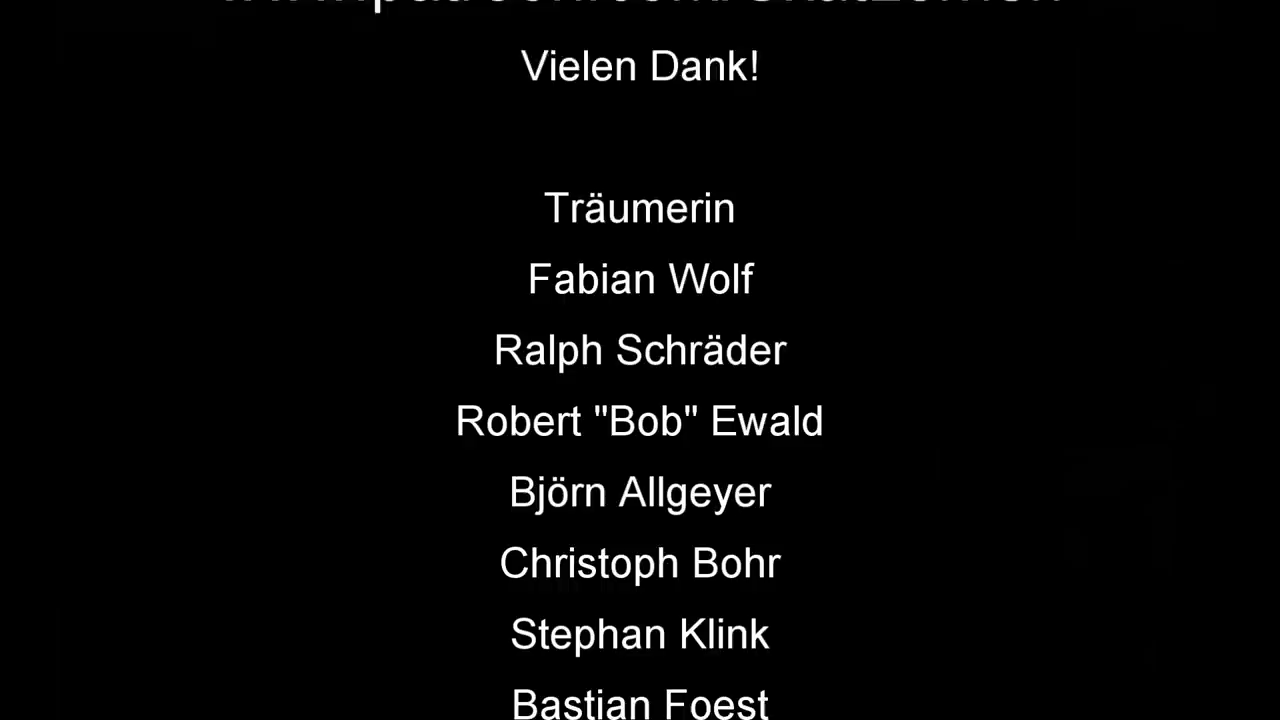 Vielen Dank!
Träumerin
Fabian Wolf
Ralph Schräder
Robert "Bob" Ewald
Björn Allgeyer
Christoph Bohr
Stephan Klink
Bastian Foest